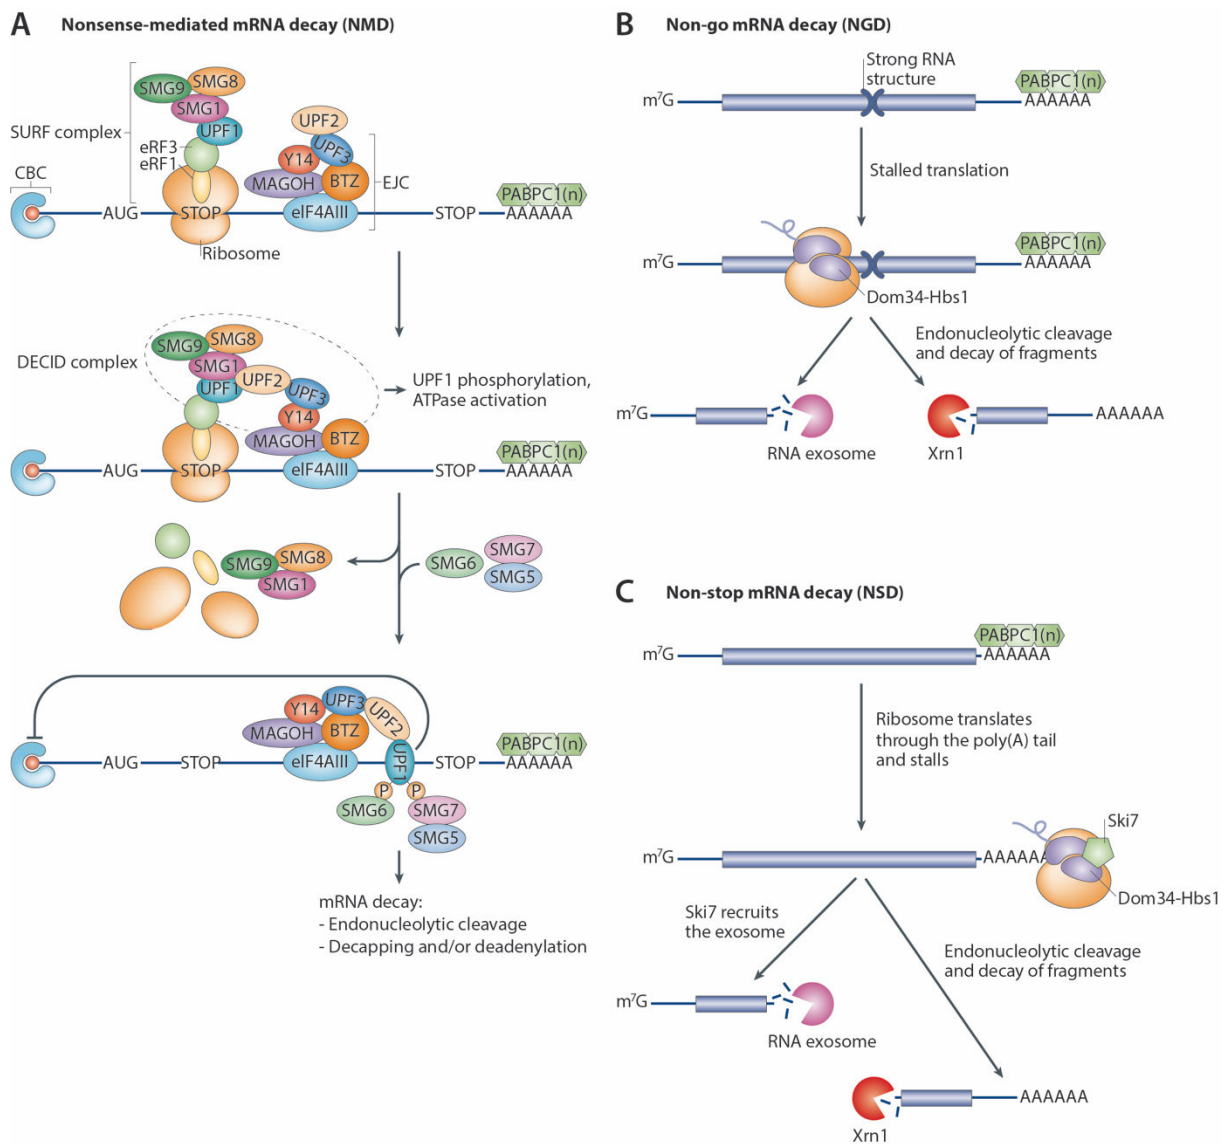 A Nonsense-mediated mRNA decay (NMD)
SMG9
SMG8
SMG1
UPF1
SURF complex
eRF3
eRF1
CBC
UPF2
UPF3
Y14
MAGOH
BTZ
EJC
eIF4AIII
AUG
STOP
STOP
PABPC1(n)
AAAAAA
Ribosome
DECID complex
SMG9
SMG8
SMG1
UPF1
UPF2
UPF3
Y14
MAGOH
BTZ
eIF4AIII
UPF1 phosphorylation,
ATPase activation
AUG
STOP
STOP
PABPC1(n)
AAAAAA
SMG9
SMG8
SMG1
SMG6
SMG7
SMG5
Y14
UPF3
UPF2
MAGOH
BTZ
eIF4AIII
UPF1
AUG
STOP
STOP
PABPC1(n)
AAAAAA
P
P
SMG6
SMG7
SMG5
mRNA decay:
- Endonucleolytic cleavage
- Decapping and/or deadenylation
B Non-go mRNA decay (NGD)
Strong RNA
structure
m⁷G
PABPC1(n)
AAAAAA
Stalled translation
m⁷G
PABPC1(n)
AAAAAA
Dom34-Hbs1
Endonucleolytic cleavage
and decay of fragments
m⁷G
RNA exosome
Xrn1
AAAAAA
C Non-stop mRNA decay (NSD)
m⁷G
PABPC1(n)
AAAAAA
Ribosome translates
through the poly(A) tail
and stalls
Ski7
m⁷G
AAAAAA
Dom34-Hbs1
Ski7 recruits
the exosome
Endonucleolytic cleavage
and decay of fragments
m⁷G
RNA exosome
AAAAAA
Xrn1